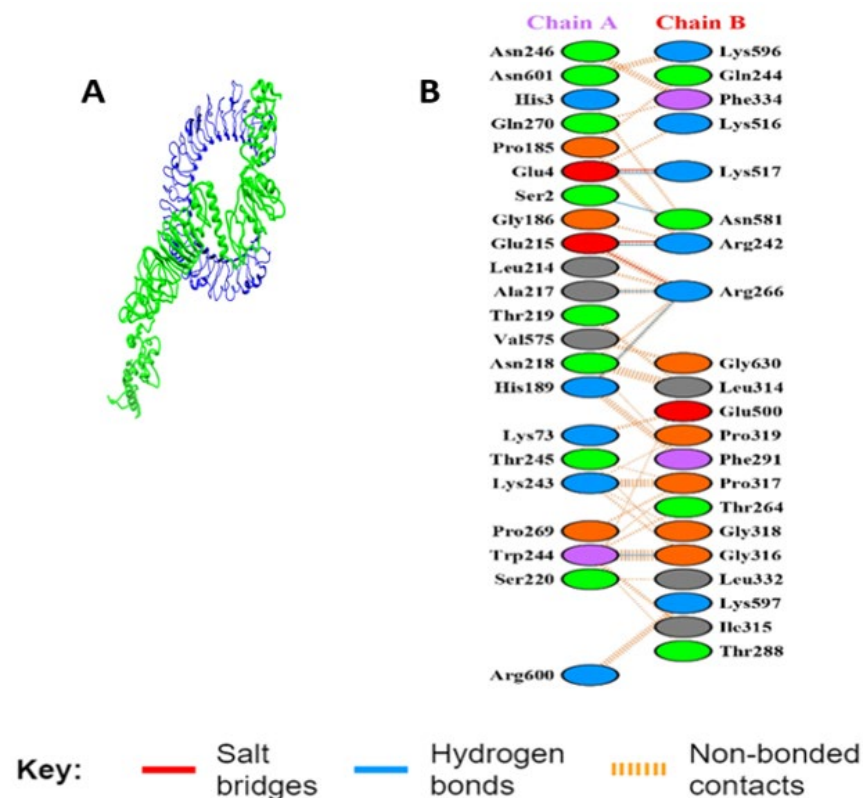 A
B
Chain A Chain B
Asn246 Lys596
Asn601 Gln244
His3 Phe334
Gln270 Lys516
Pro185
Glu4 Lys517
Ser2
Gly186 Asn581
Glu215 Arg242
Leu214
Ala217 Arg266
Thr219
Val575
Asn218 Gly630
His189 Leu314
Glu500
Lys73 Pro319
Thr245 Phe291
Lys243 Pro317
Thr264
Pro269 Gly318
Trp244 Gly316
Ser220 Leu332
Lys597
Ile315
Thr288
Arg600
Key: Salt bridges Hydrogen bonds Non-bonded contacts